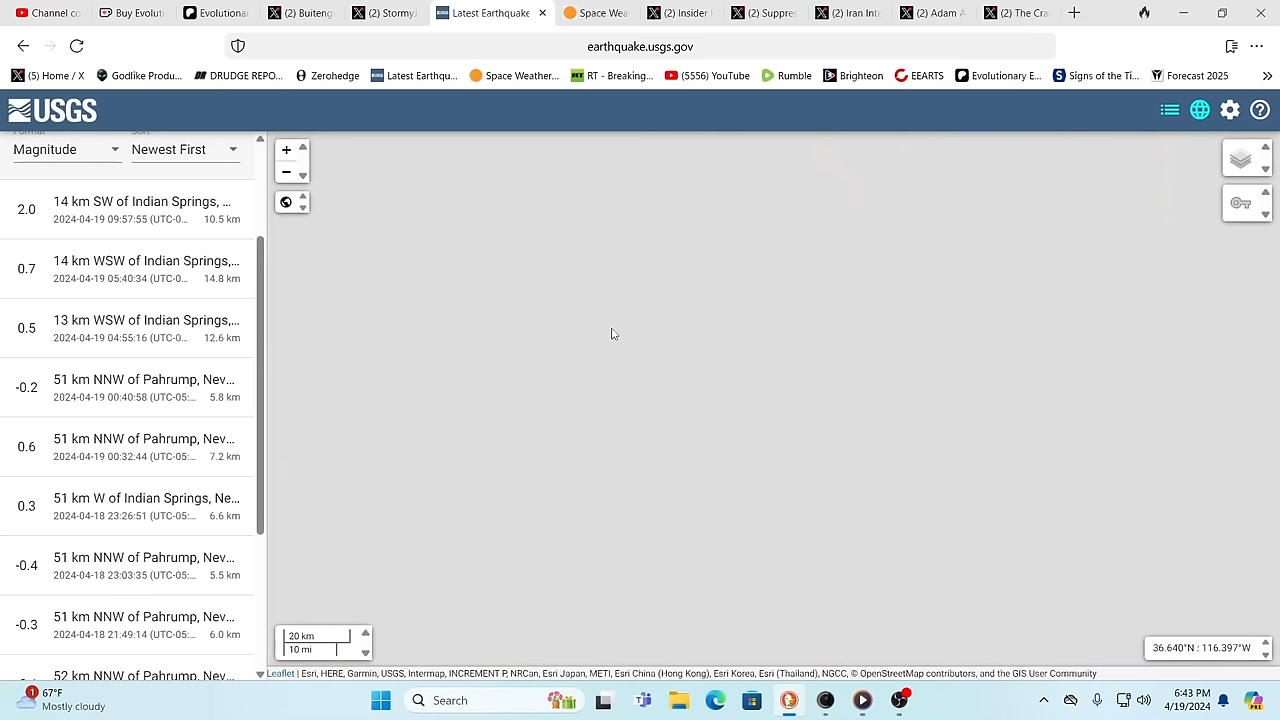 Channel co
Buy Evoluti
Evolutiona
(2) Buiteng
(2) Stormy
Latest Earthquake
Space Wea
(2) Insider
(2) Suppres
(2) Iran Int
(2) Adam A
(2) The Cra
earthquake.usgs.gov
(5) Home / X
Godlike Produ...
DRUDGE REPO...
Zerohedge
Latest Earthqu...
Space Weather...
RT - Breaking...
(5556) YouTube
Rumble
Brighteon
EEARTS
Evolutionary E...
Signs of the Ti...
Forecast 2025
USGS
Format Sort
Magnitude Newest First
2.0 14 km SW of Indian Springs, ...
2024-04-19 09:57:55 (UTC-0... 10.5 km
0.7 14 km WSW of Indian Springs,...
2024-04-19 05:40:34 (UTC-0... 14.8 km
0.5 13 km WSW of Indian Springs,...
2024-04-19 04:55:16 (UTC-0... 12.6 km
-0.2 51 km NNW of Pahrump, Nev...
2024-04-19 00:40:58 (UTC-05:... 5.8 km
0.6 51 km NNW of Pahrump, Nev...
2024-04-19 00:32:44 (UTC-05:... 7.2 km
0.3 51 km W of Indian Springs, Ne...
2024-04-18 23:26:51 (UTC-05:... 6.6 km
-0.4 51 km NNW of Pahrump, Nev...
2024-04-18 23:03:35 (UTC-05:... 5.5 km
-0.3 51 km NNW of Pahrump, Nev...
2024-04-18 21:49:14 (UTC-05:... 6.0 km
52 km NNW of Pahrump, Nev...
20 km
10 mi
36.640°N : 116.397°W
Leaflet | Esri, HERE, Garmin, USGS, Intermap, INCREMENT P, NRCan, Esri Japan, METI, Esri China (Hong Kong), Esri Korea, Esri (Thailand), NGCC, © OpenStreetMap contributors, and the GIS User Community
1
67°F
Mostly cloudy
Search
6:43 PM
4/19/2024